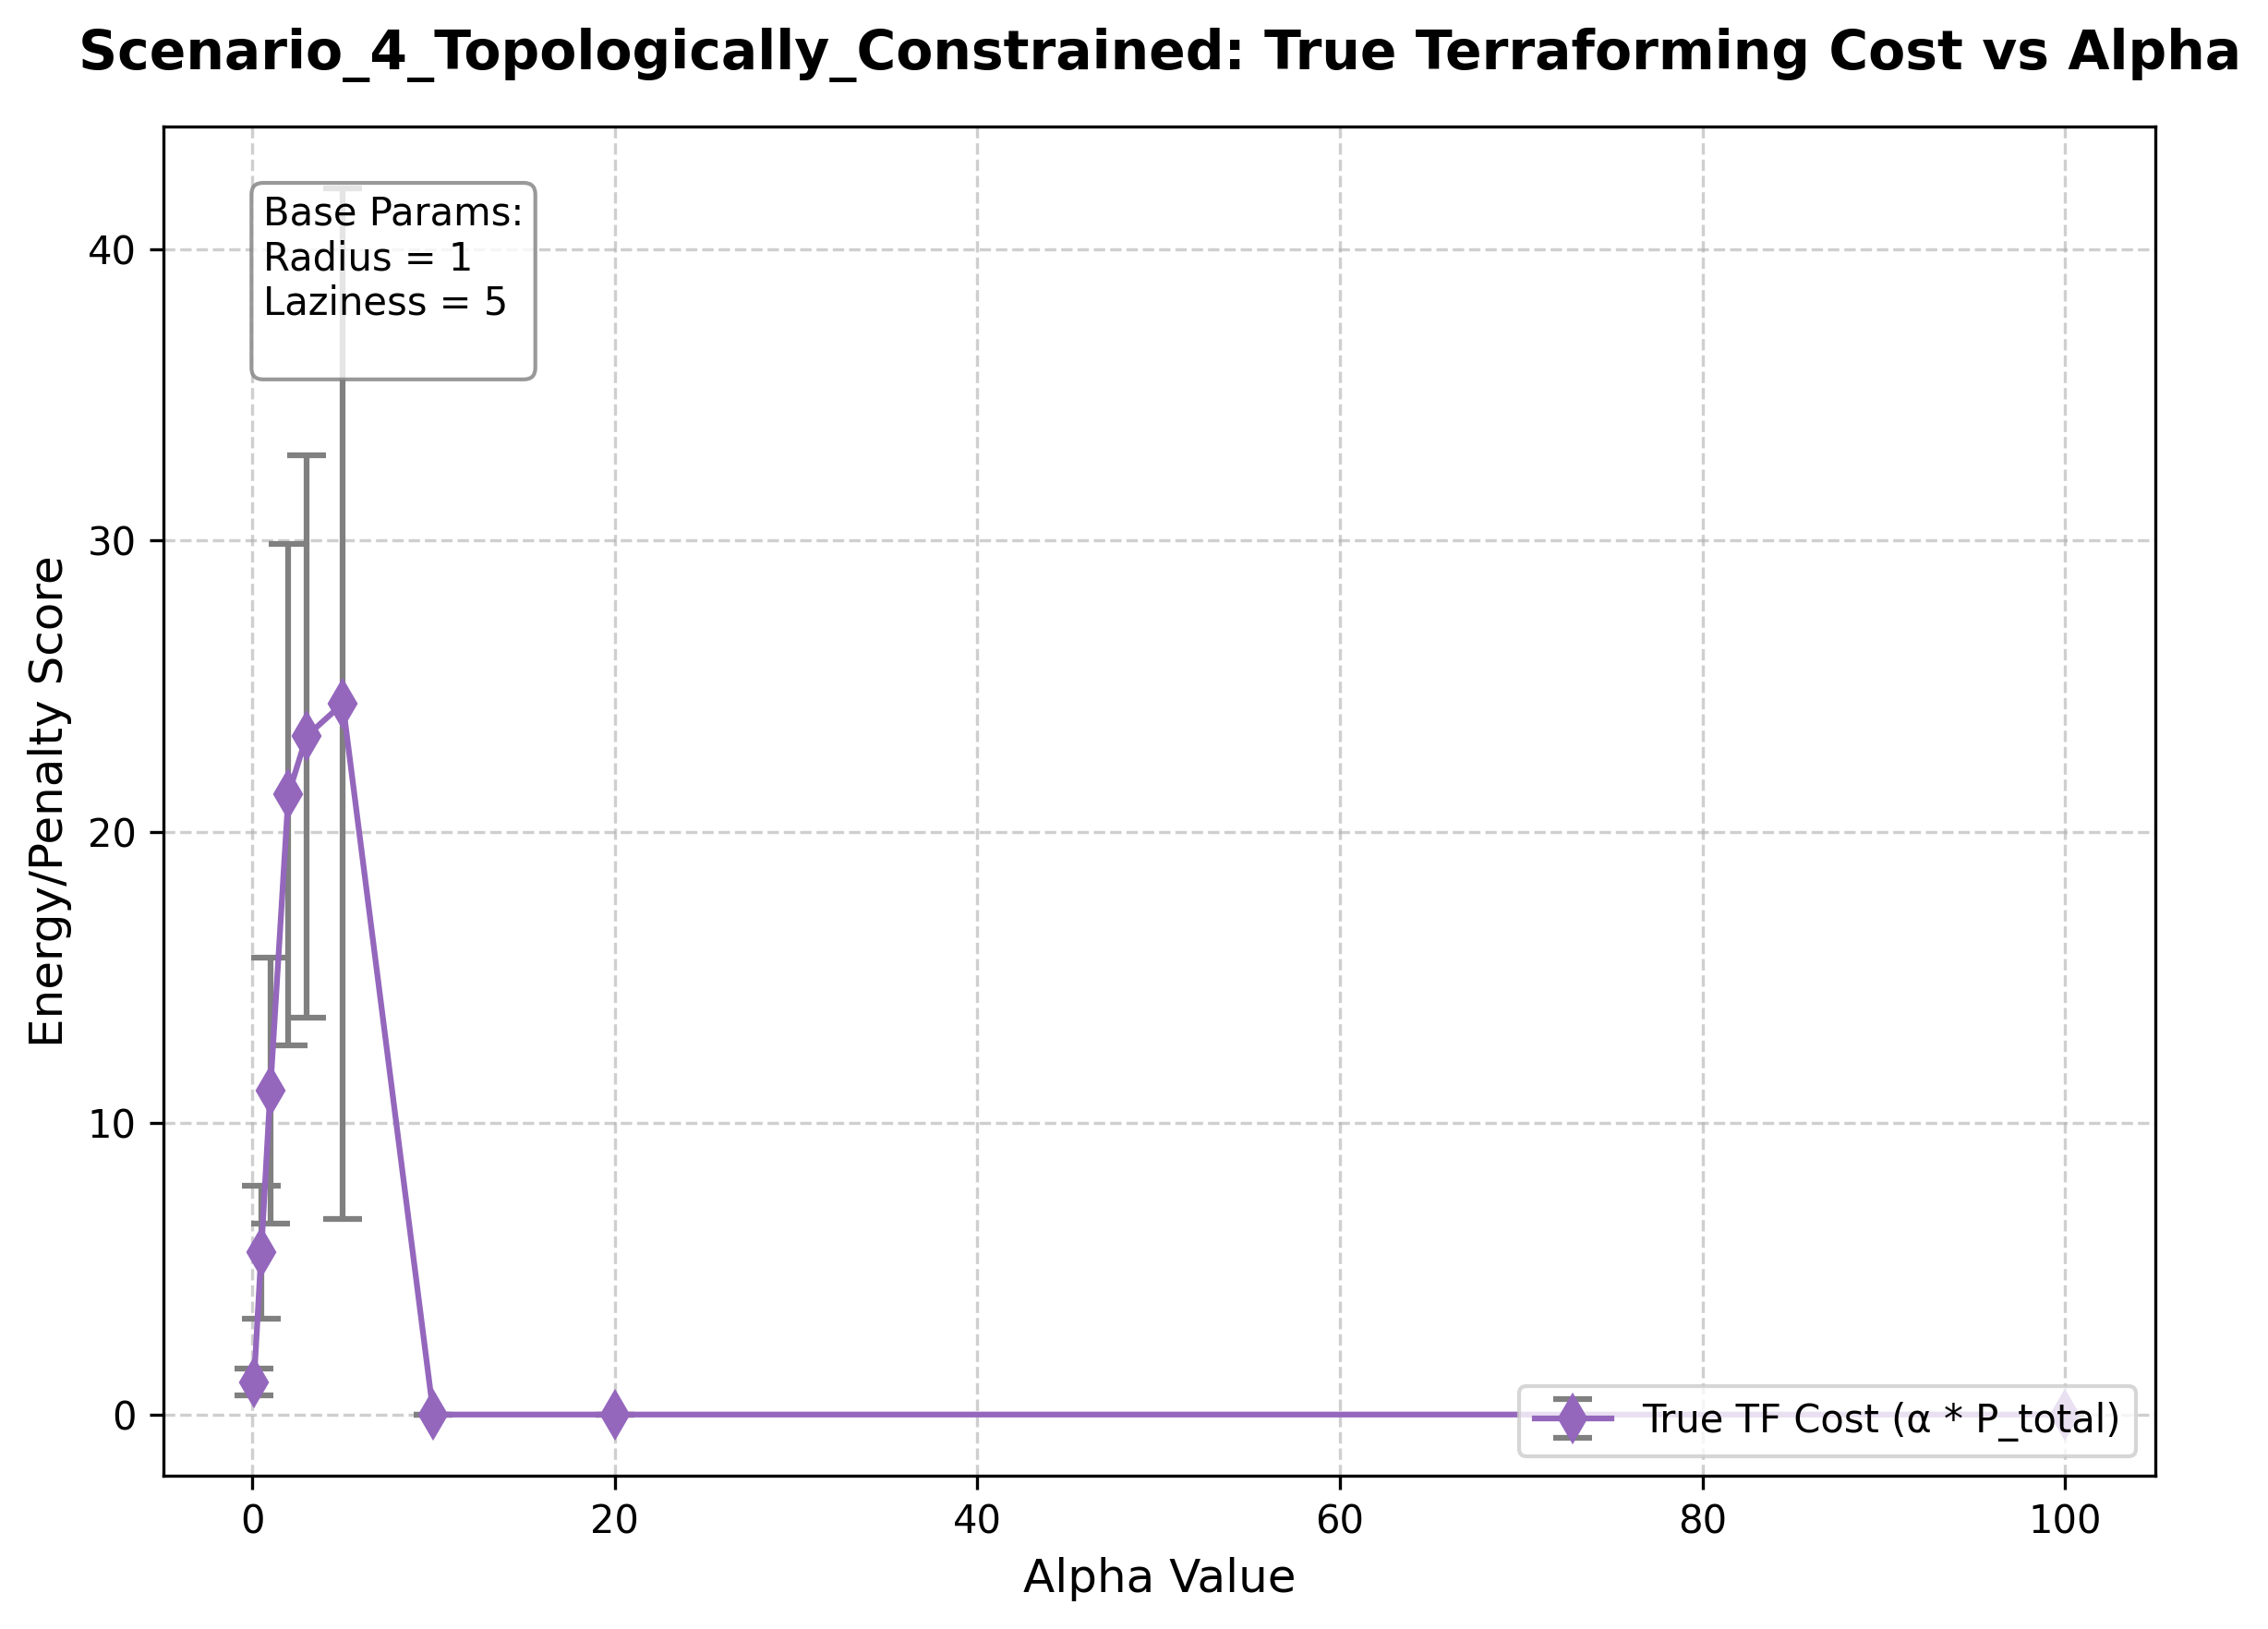 Scenario_4_Topologically_Constrained: True Terraforming Cost vs Alpha
Base Params:
Radius = 1
Laziness = 5
Energy/Penalty Score
40
30
20
10
0
True TF Cost (α * P_total)
0
20
40
60
80
100
Alpha Value